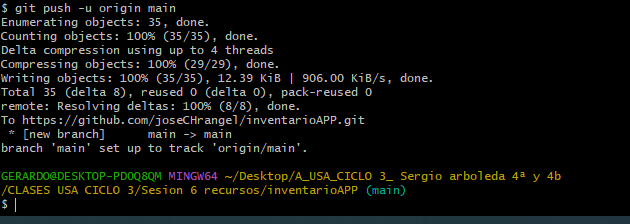 $ git push -u origin main
Enumerating objects: 35, done.
Counting objects: 100% (35/35), done.
Delta compression using up to 4 threads
Compressing objects: 100% (29/29), done.
Writing objects: 100% (35/35), 12.39 KiB | 906.00 KiB/s, done.
Total 35 (delta 8), reused 0 (delta 0), pack-reused 0
remote: Resolving deltas: 100% (8/8), done.
To https://github.com/joseCHrangel/inventarioAPP.git
 * [new branch]      main -> main
branch 'main' set up to track 'origin/main'.

GERARDO@DESKTOP-PDOQ8QM MINGW64 ~/Desktop/A_USA_CICLO 3_ Sergio arboleda 4ª y 4b
/CLASES USA CICLO 3/Sesion 6 recursos/inventarioAPP (main)
$